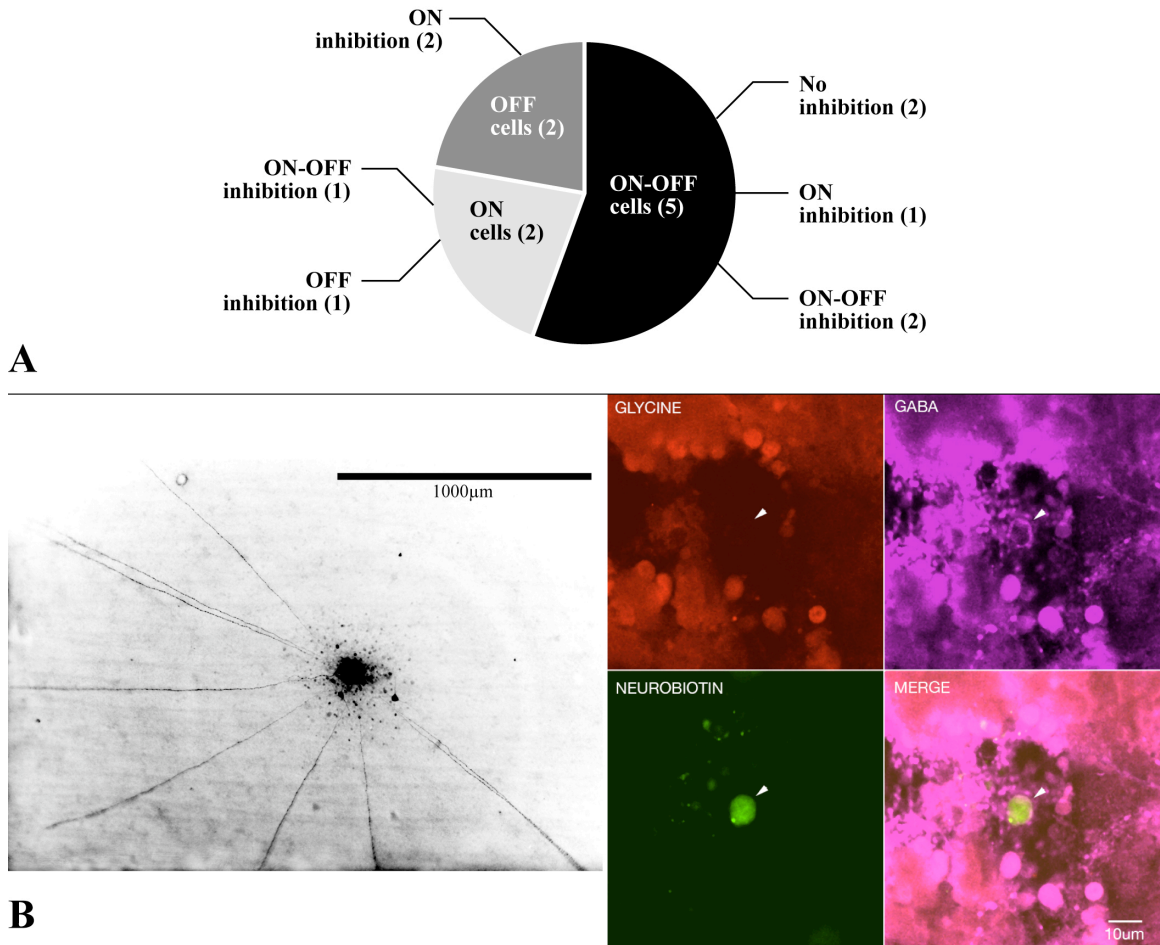 ON
inhibition (2)
OFF
cells (2)
No
inhibition (2)
ON-OFF
inhibition (1)
ON
cells (2)
ON-OFF
cells (5)
ON
inhibition (1)
OFF
inhibition (1)
ON-OFF
inhibition (2)
A
1000µm
GLYCINE
GABA
NEUROBIOTIN
MERGE
10um
B